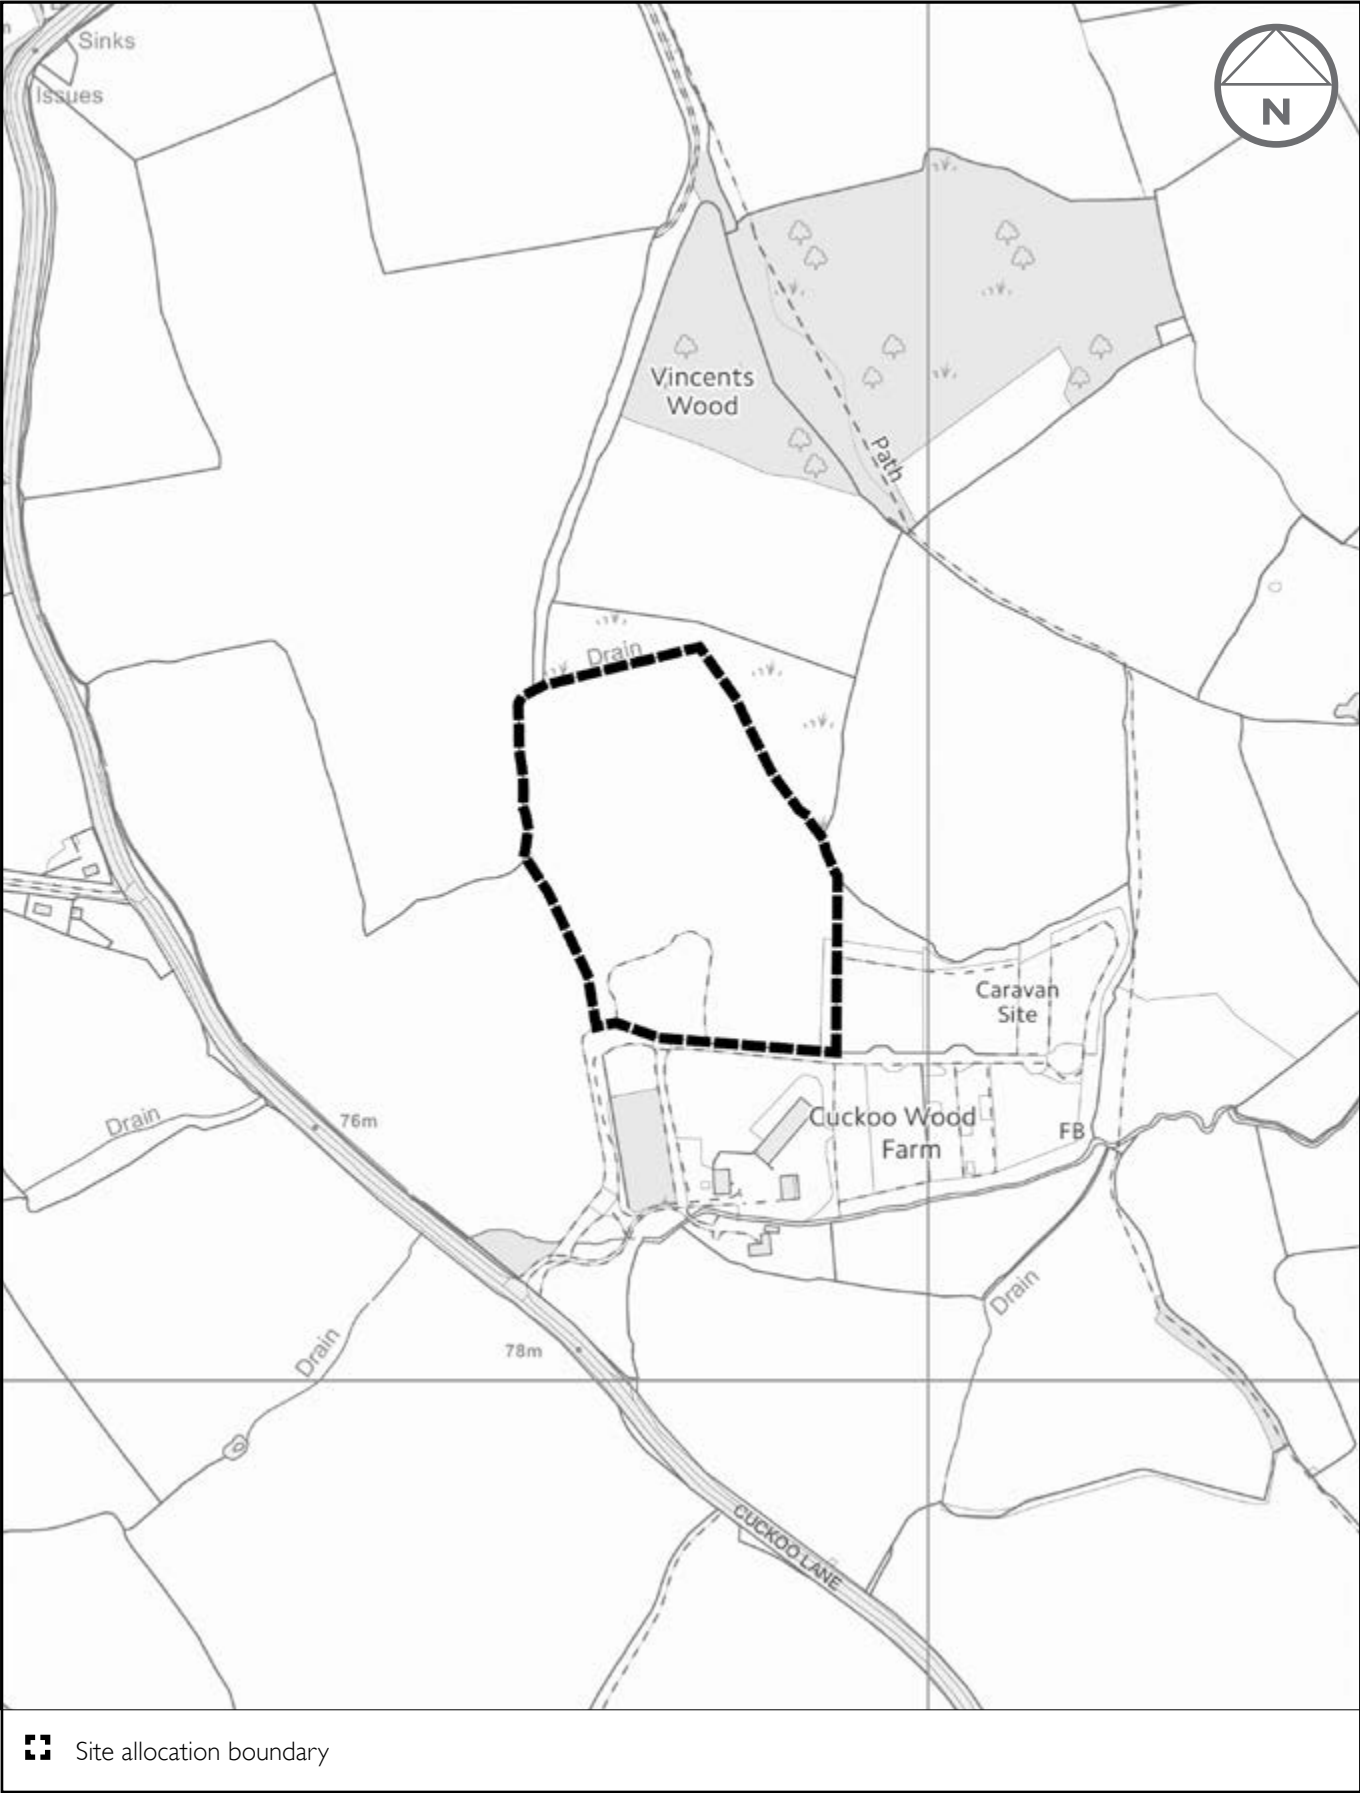 Sinks
Issues
N
Vincents
Wood
Path
Drain
Caravan
Site
Cuckoo Wood
Farm
FB
Drain
76m
Drain
Drain
78m
CUCKOO LANE
Site allocation boundary